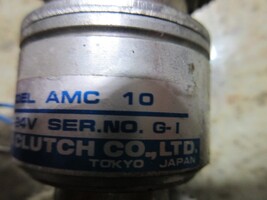 EL AMC 10
24V SER.NO. G-1
CLUTCH CO.,LTD.
TOKYO JAPAN